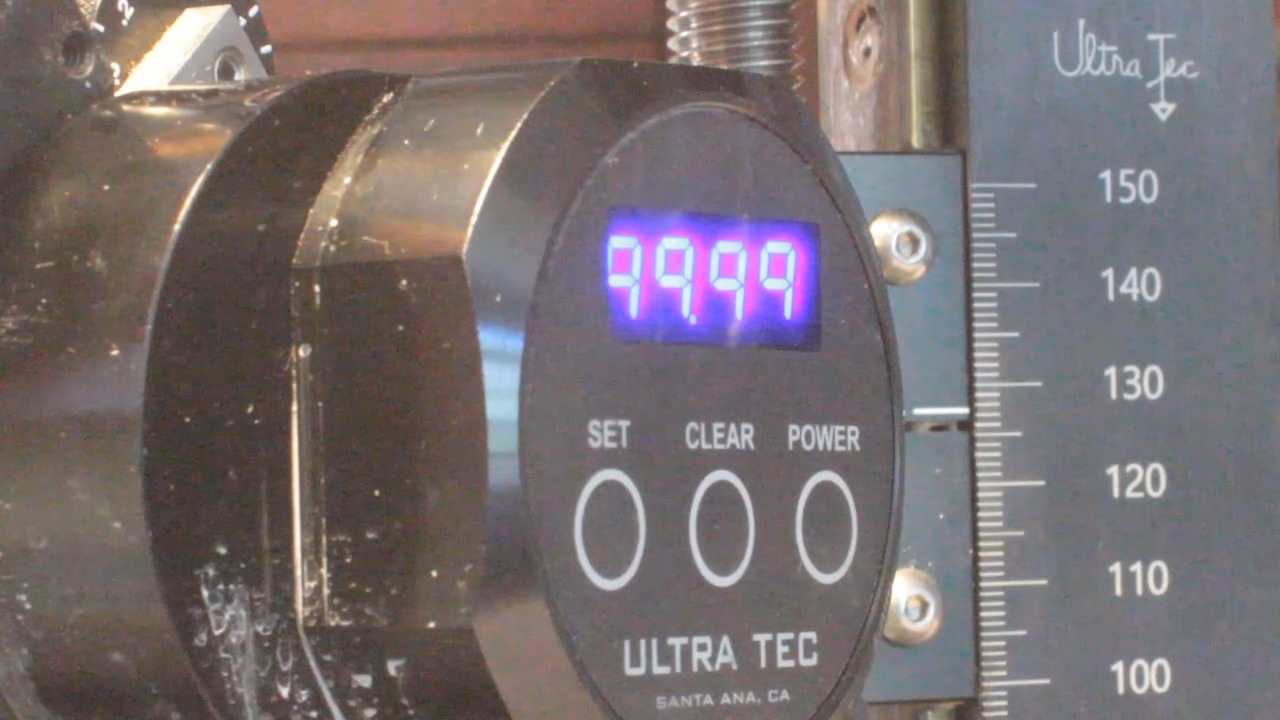 Ultra Tec
99.99
SET CLEAR POWER
ULTRA TEC
SANTA ANA, CA
150
140
130
120
110
100